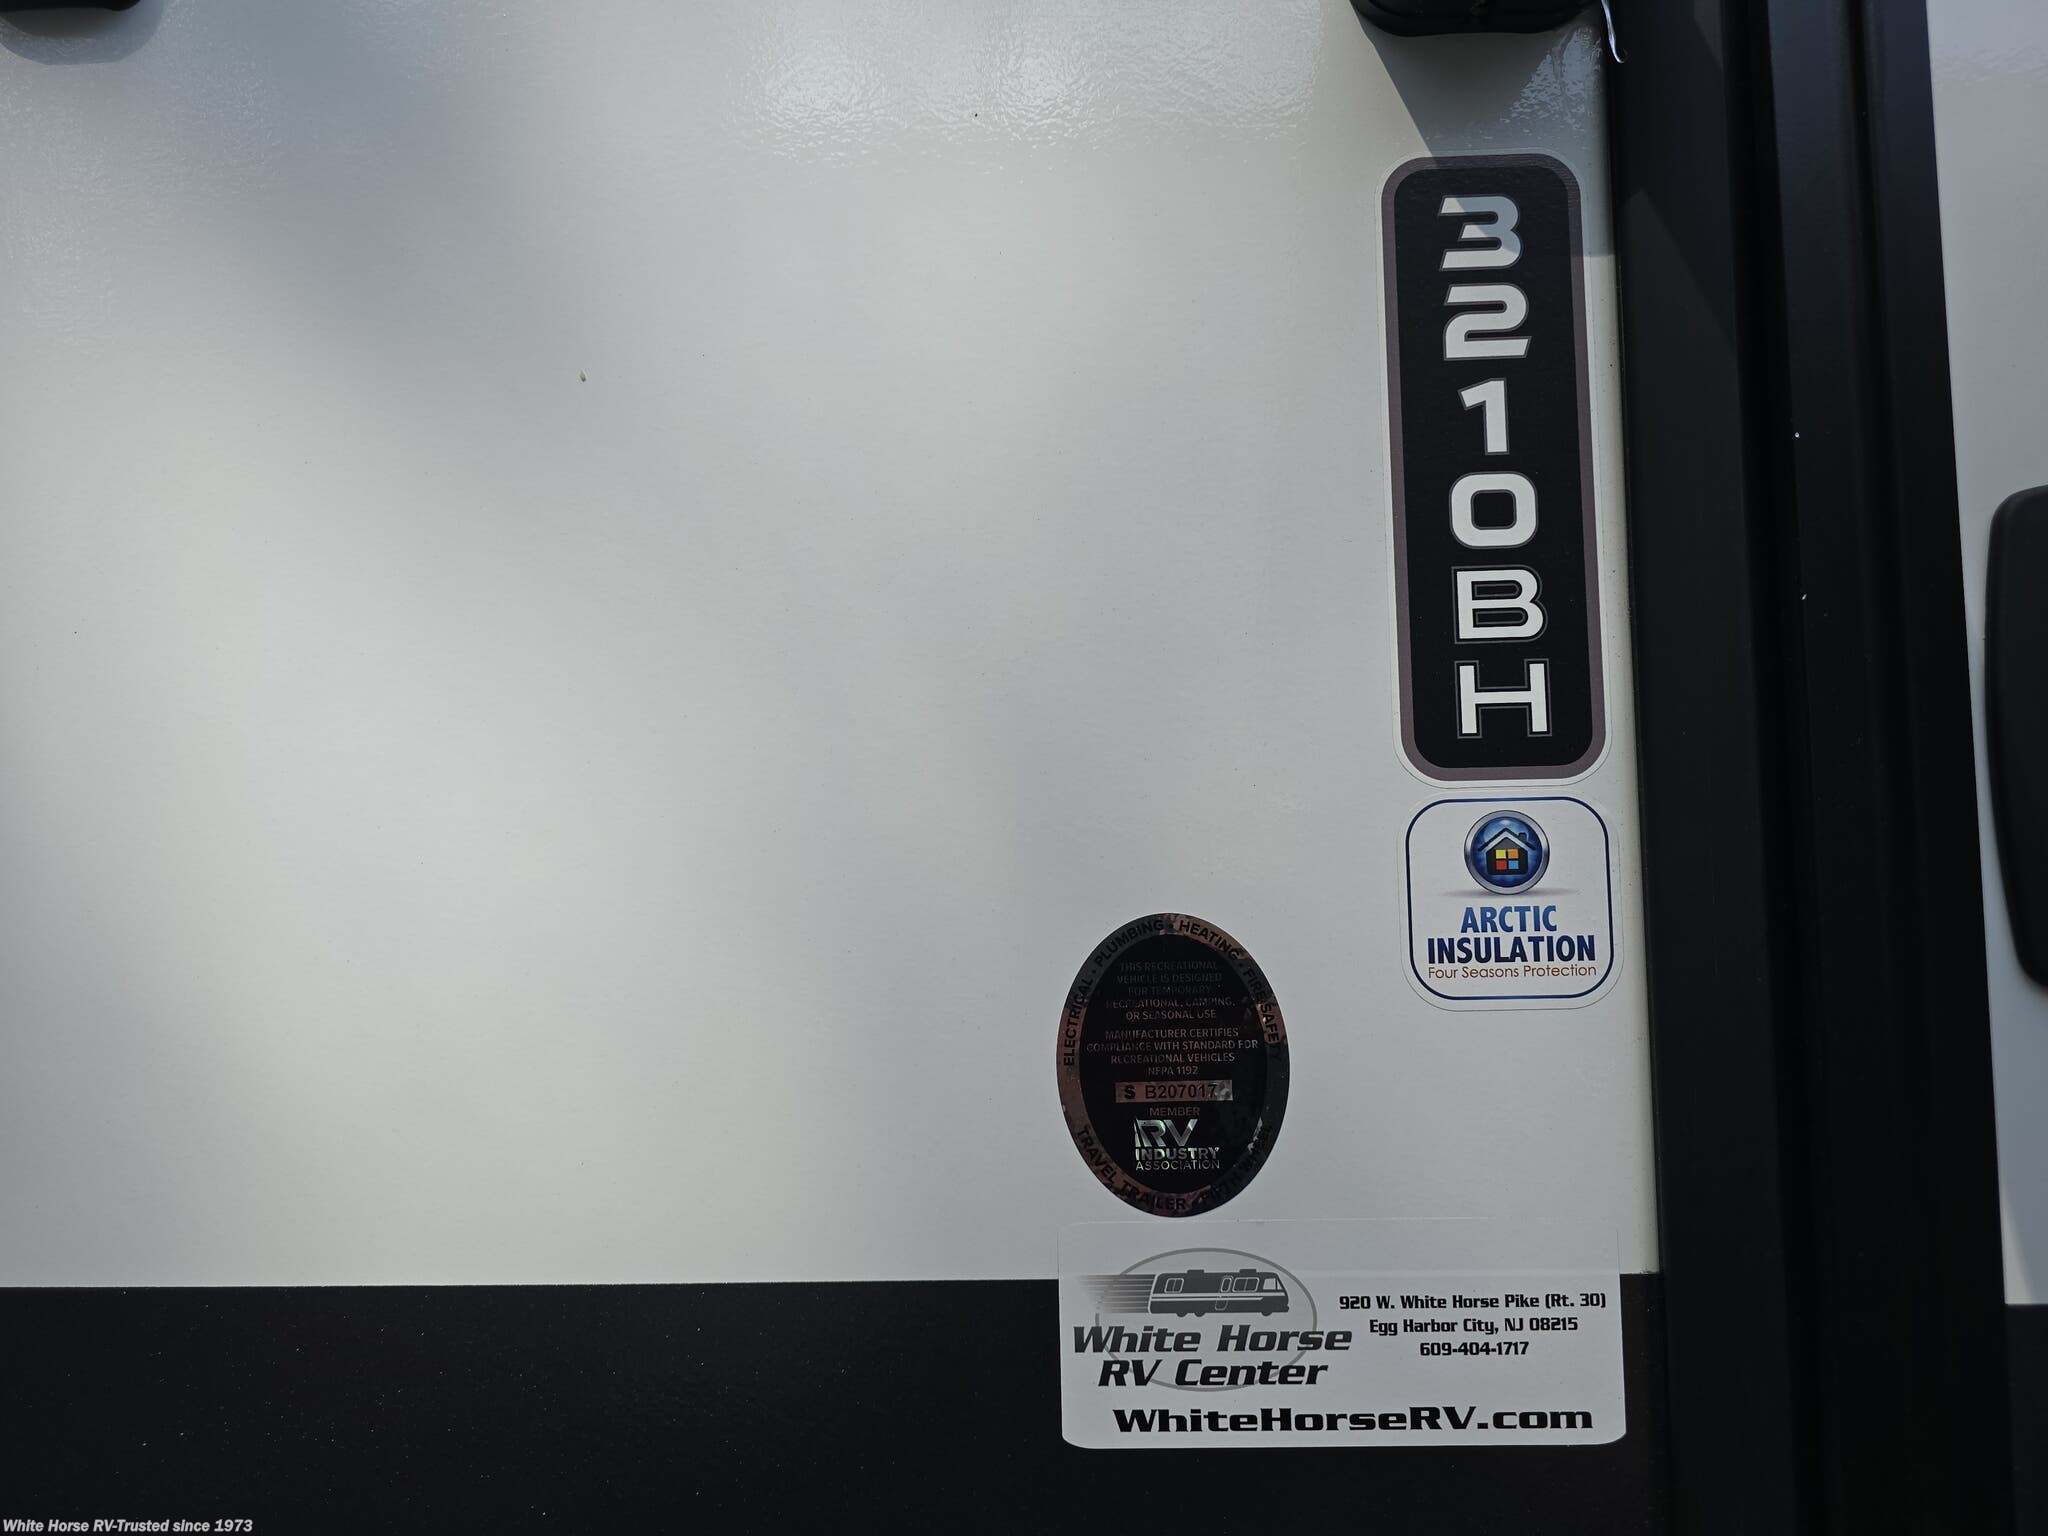 3210BH
ARCTIC
INSULATION
Four Seasons Protection
ELECTRICAL • PLUMBING • HEATING • FIRE SAFETY
THIS RECREATIONAL
VEHICLE IS DESIGNED
FOR TEMPORARY
RECREATIONAL, CAMPING,
OR SEASONAL USE
MANUFACTURER CERTIFIES
COMPLIANCE WITH STANDARD FOR
RECREATIONAL VEHICLES
NFPA 1192
S B207017
MEMBER
RV
INDUSTRY
ASSOCIATION
TRAVEL TRAILER • FIFTH WHEEL
White Horse
RV Center
920 W. White Horse Pike (Rt. 30)
Egg Harbor City, NJ 08215
609-404-1717
WhiteHorseRV.com
White Horse RV-Trusted since 1973